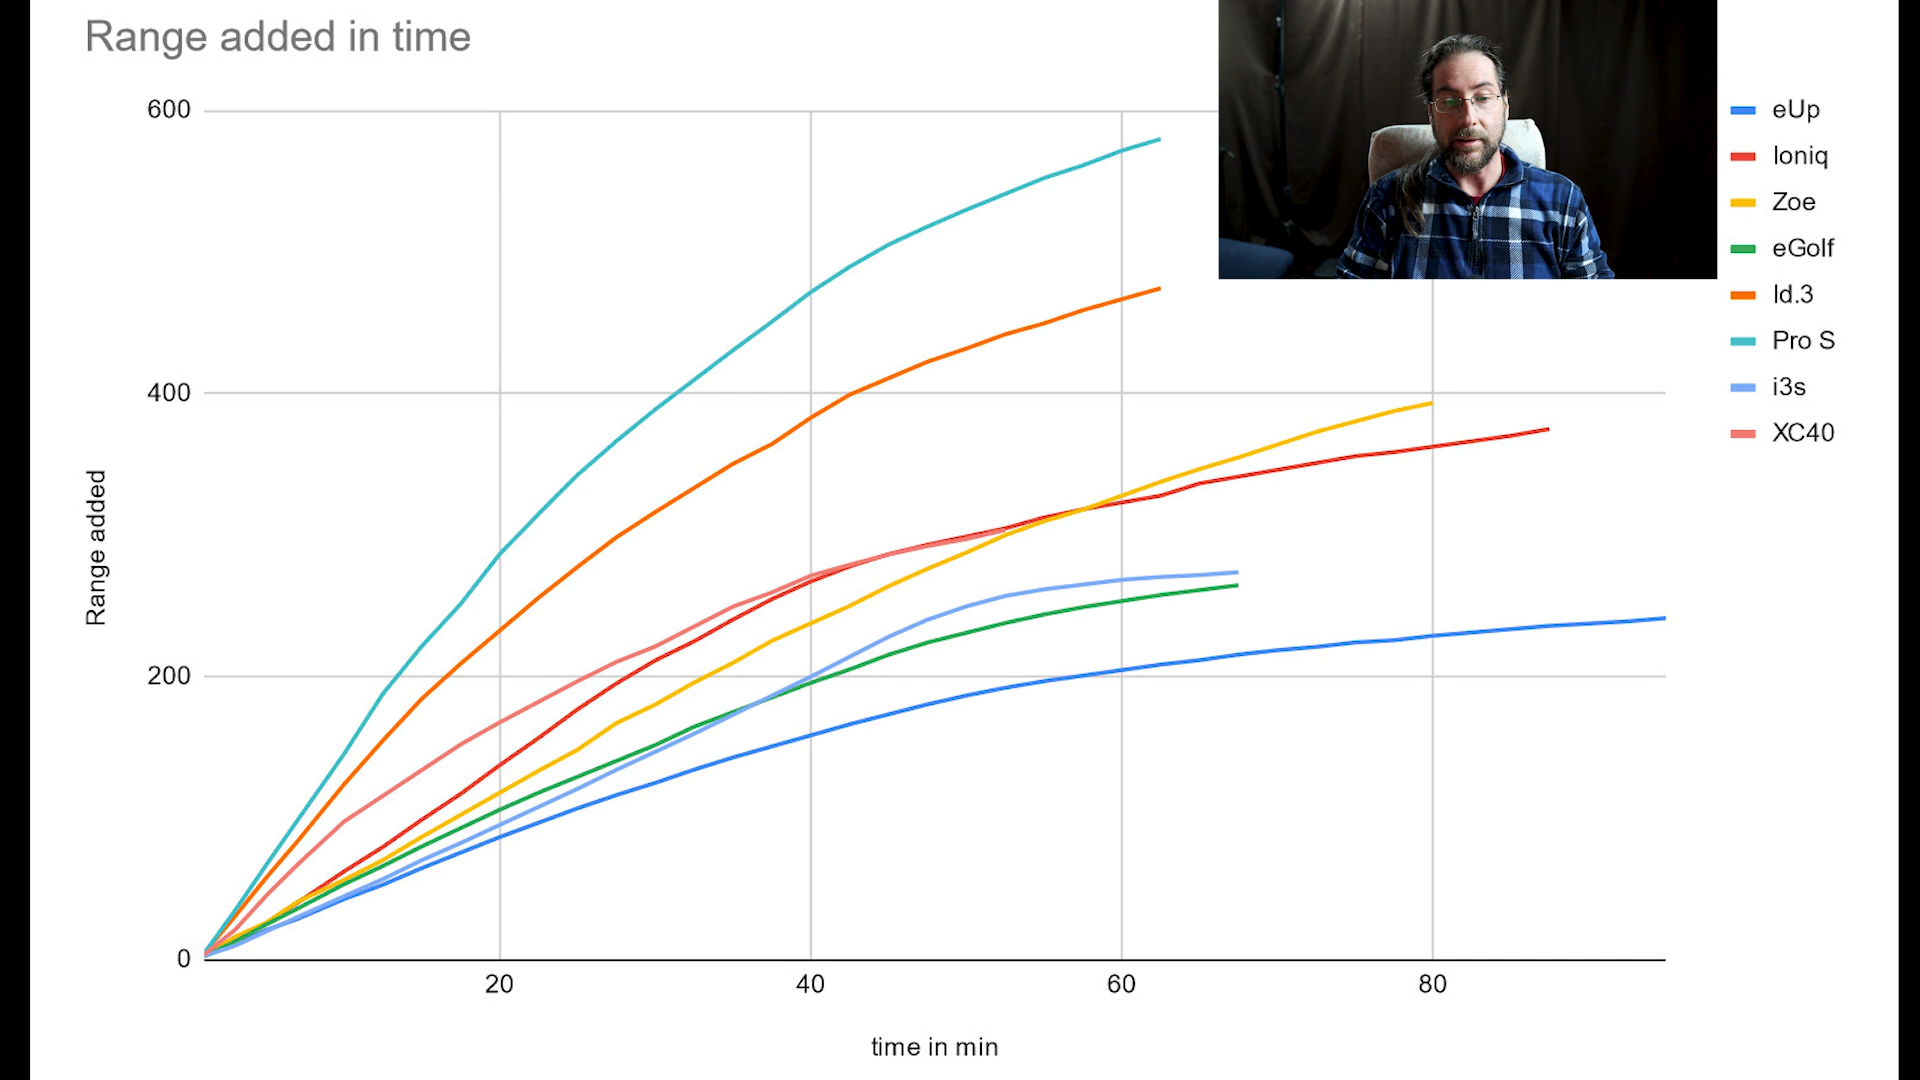 Range added in time
600
400
200
0
Range added
20
40
60
80
time in min
eUp
Ioniq
Zoe
eGolf
Id.3
Pro S
i3s
XC40